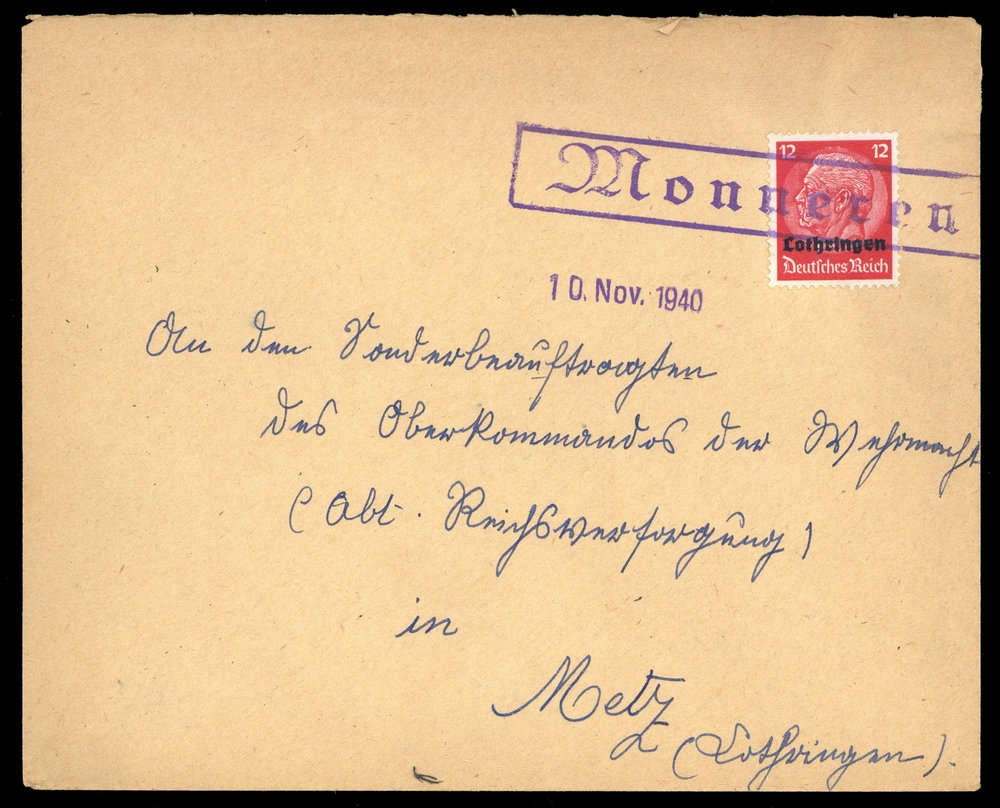 Monneren
12 12
Lothringen
Deutsches Reich
10. Nov. 1940
An den Sonderbeauftragten
des Oberkommandos der Wehrmacht
(Abt. Reichsversorgung)
in
Metz
(Lothringen).